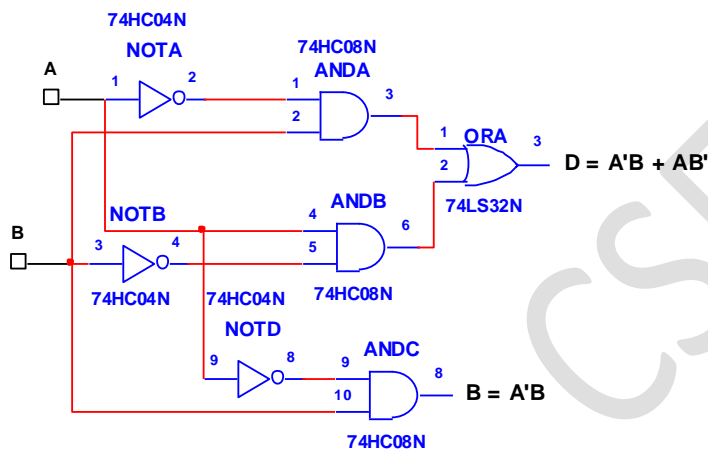 74HC04N
NOTA
74HC08N
ANDA
A
1
2
1
2
3
1
2
ORA
3
D = A'B + AB'
74LS32N
NOTB
ANDB
B
3
4
4
5
6
74HC04N
74HC04N
74HC08N
NOTD
ANDC
9
8
9
10
8
B = A'B
74HC08N
CSE